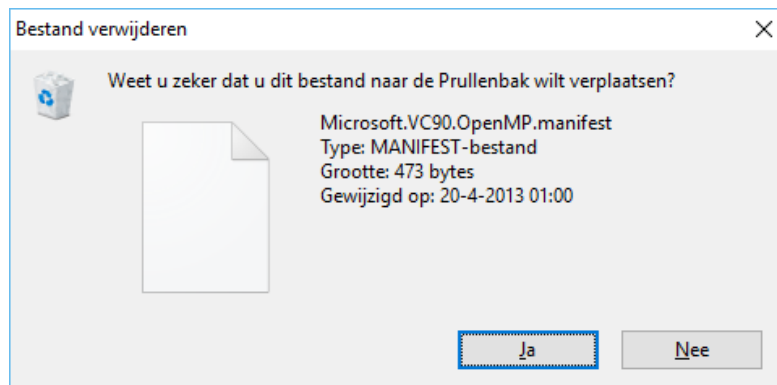 Bestand verwijderen
Weet u zeker dat u dit bestand naar de Prullenbak wilt verplaatsen?
Microsoft.VC90.OpenMP.manifest
Type: MANIFEST-bestand
Grootte: 473 bytes
Gewijzigd op: 20-4-2013 01:00
Ja
Nee